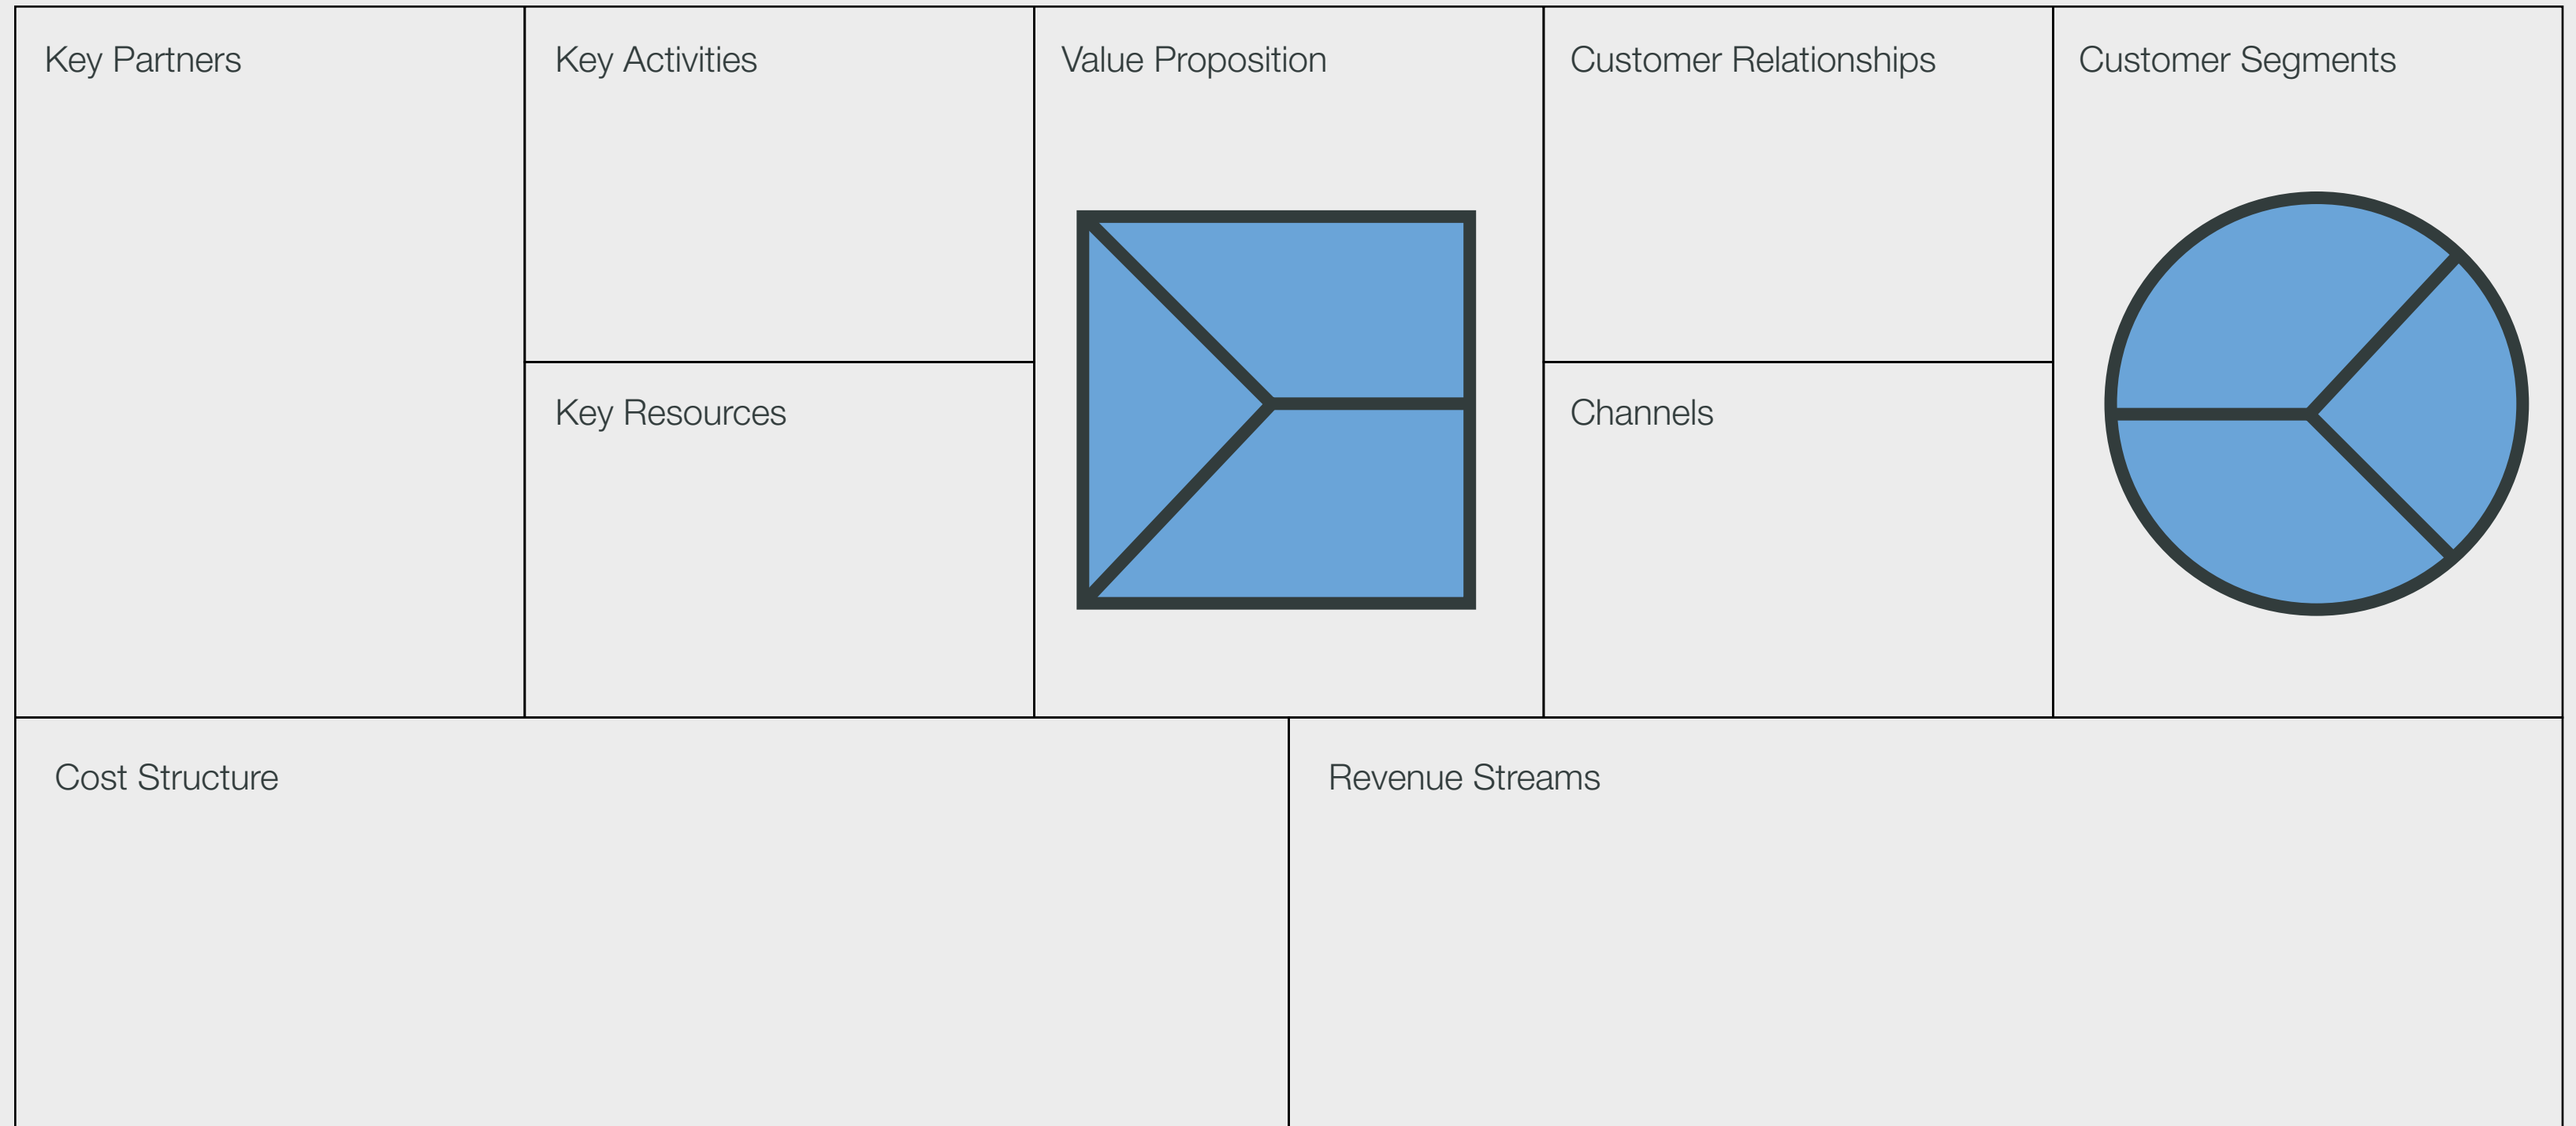 Key Partners
Key Activities
Value Proposition
Customer Relationships
Customer Segments
Key Resources
Channels
Cost Structure
Revenue Streams